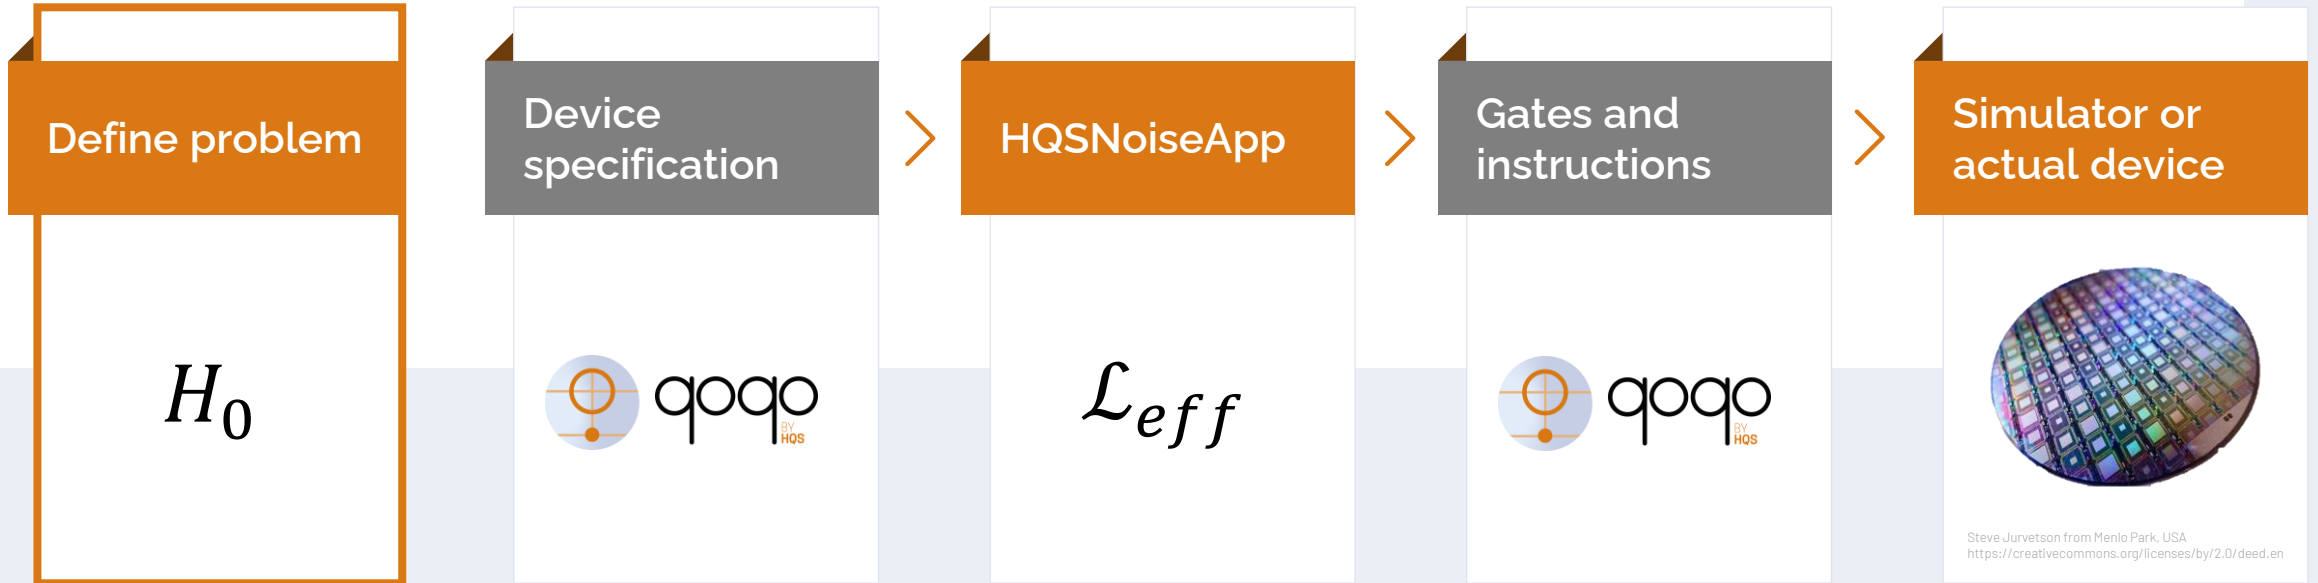 Define problem
H₀
Device
specification
qoqo
BY
HQS
HQSNoiseApp
ℒeff
Gates and
instructions
qoqo
BY
HQS
Simulator or
actual device
Steve Jurvetson from Menlo Park, USA
https://creativecommons.org/licenses/by/2.0/deed.en